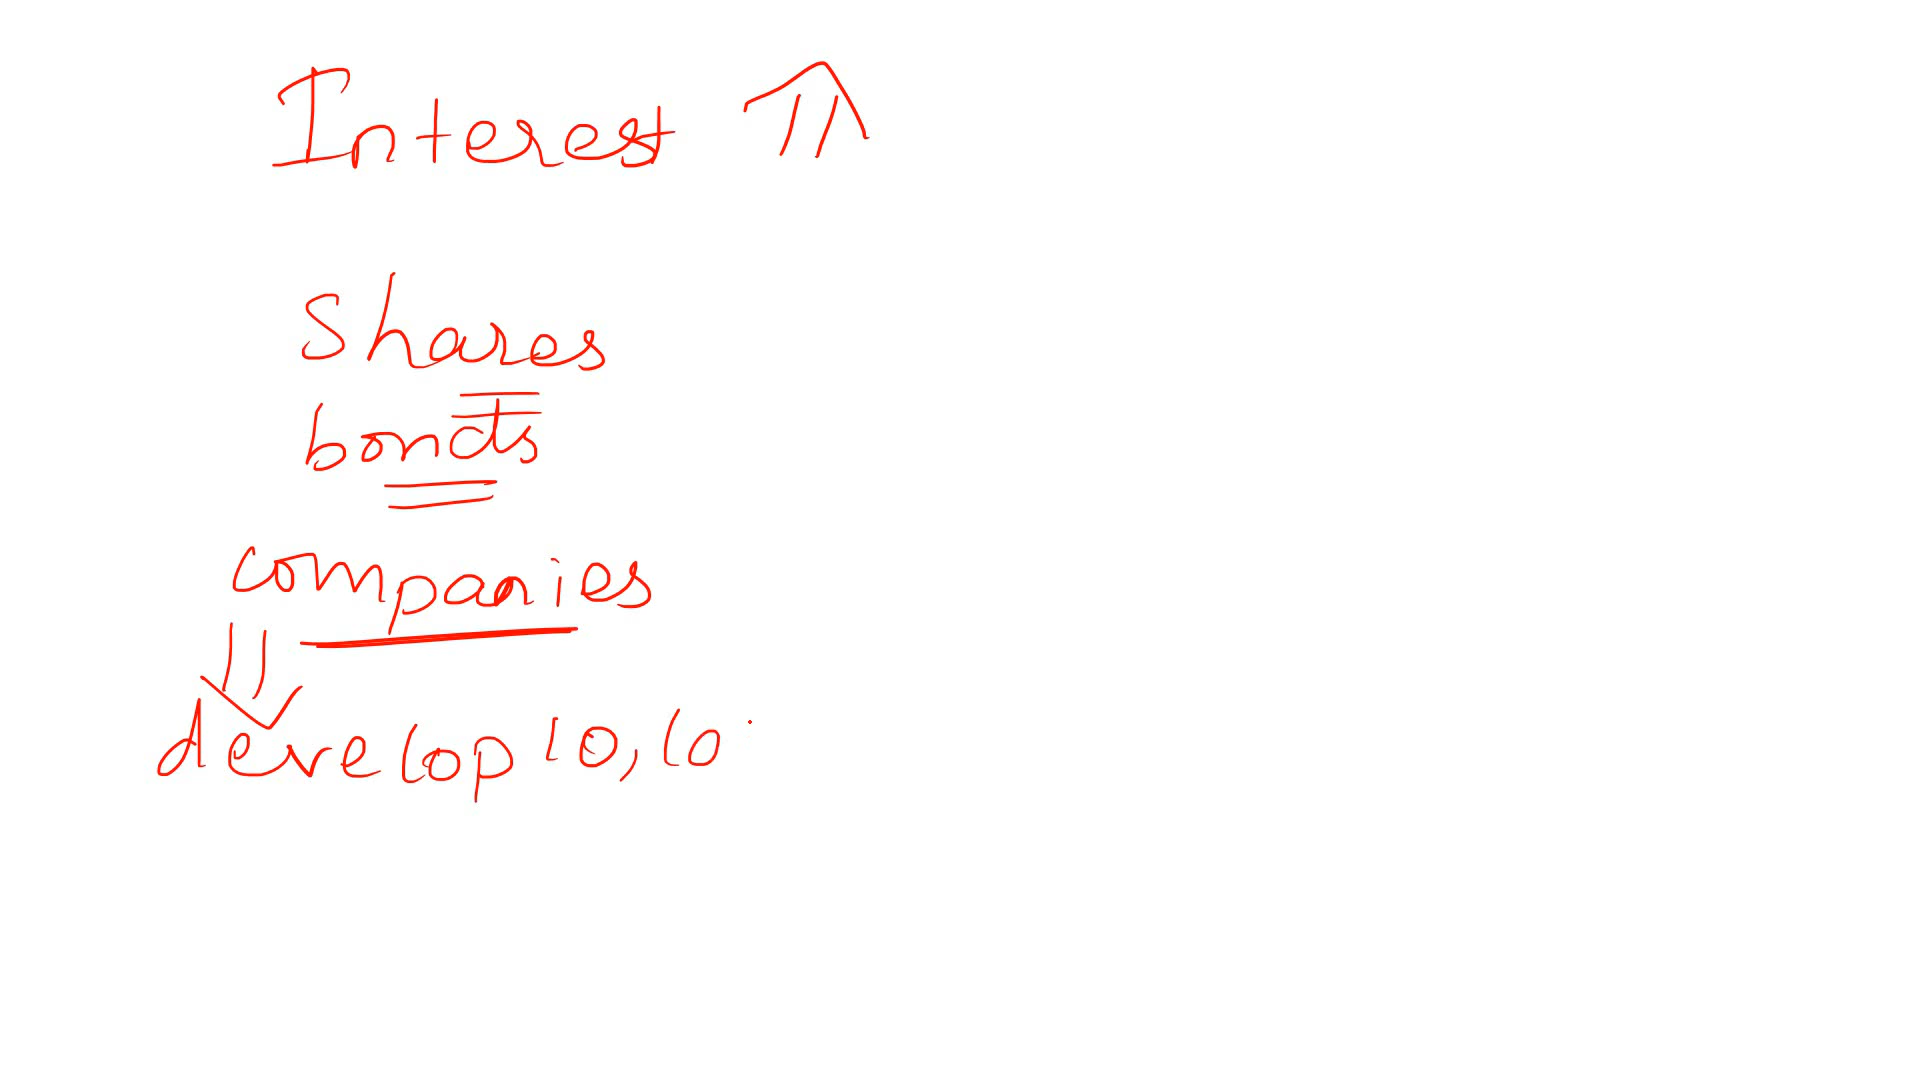 Interest ⇑
Shares
bonds
companies
⇓
develop 10, 10